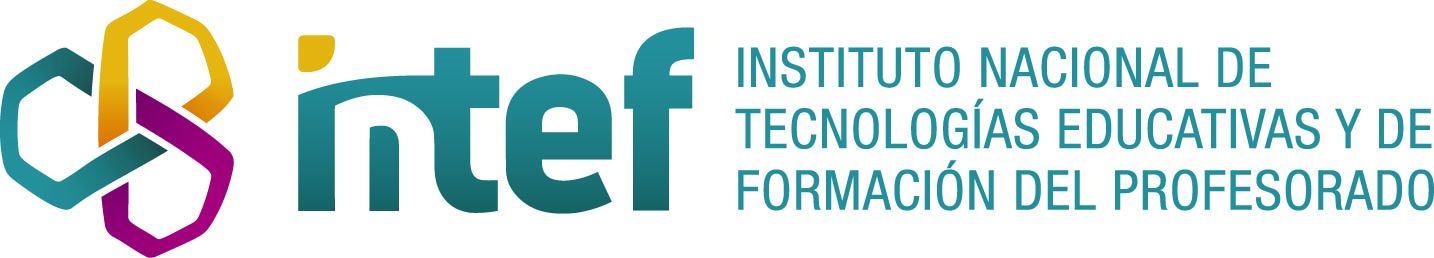 intef
INSTITUTO NACIONAL DE
TECNOLOGÍAS EDUCATIVAS Y DE
FORMACIÓN DEL PROFESORADO